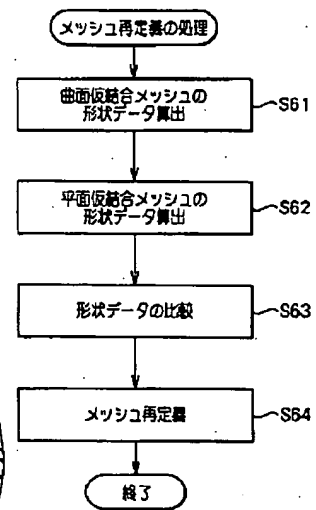 メッシュ再定義の処理
曲面仮結合メッシュの
形状データ算出
S61
平面仮結合メッシュの
形状データ算出
S62
形状データの比較
S63
メッシュ再定義
S64
終了